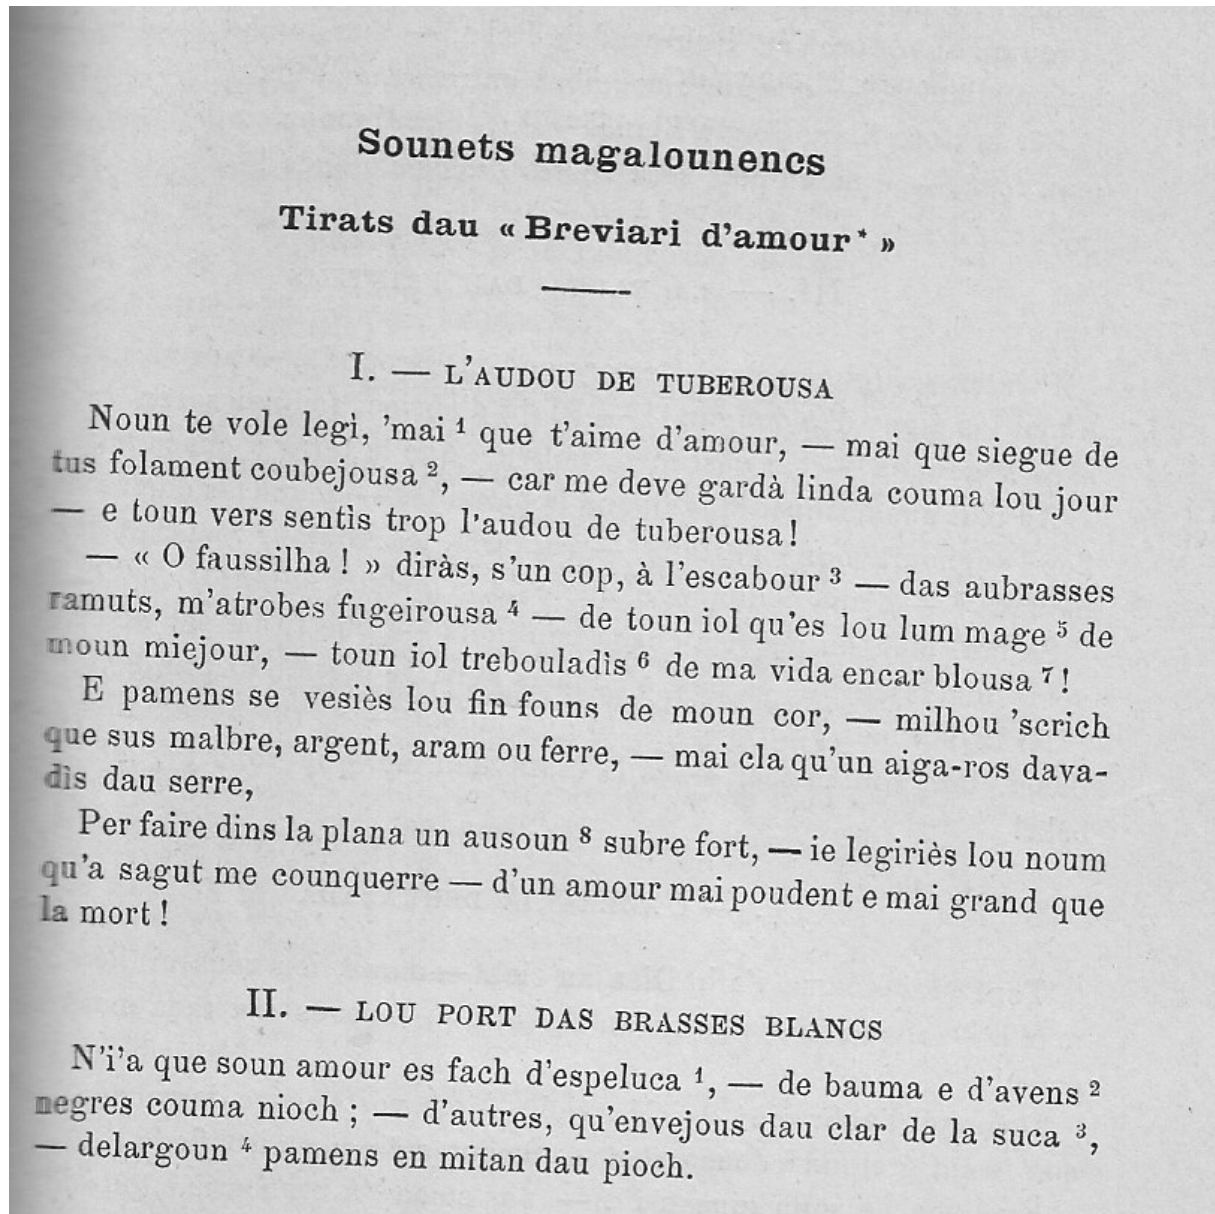 Sounets magalounencs
Tirats dau « Breviari d'amour * »
I. — L'AUDOU DE TUBEROUSA
Noun te vole legì, 'mai ¹ que t'aime d'amour, — mai que siegue de
tus folament coubejousa ², — car me deve gardà linda couma lou jour
— e toun vers sentìs trop l'audou de tuberousa !
— « O faussilha ! » diràs, s'un cop, à l'escabour ³ — das aubrasses
ramuts, m'atrobes fugeirousa ⁴ — de toun iol qu'es lou lum mage ⁵ de
moun miejour, — toun iol trebouladìs ⁶ de ma vida encar blousa ⁷ !
E pamens se vesiès lou fin founs de moun cor, — milhou 'scrich
que sus malbre, argent, aram ou ferre, — mai cla qu'un aiga-ros dava-
dìs dau serre,
Per faire dins la plana un ausoun ⁸ subre fort, — ie legiriès lou noum
qu'a sagut me counquerre — d'un amour mai poudent e mai grand que
la mort !
II. — LOU PORT DAS BRASSES BLANCS
N'i'a que soun amour es fach d'espeluca ¹, — de bauma e d'avens ²
negres couma nioch ; — d'autres, qu'envejous dau clar de la suca ³,
— delargoun ⁴ pamens en mitan dau pioch.